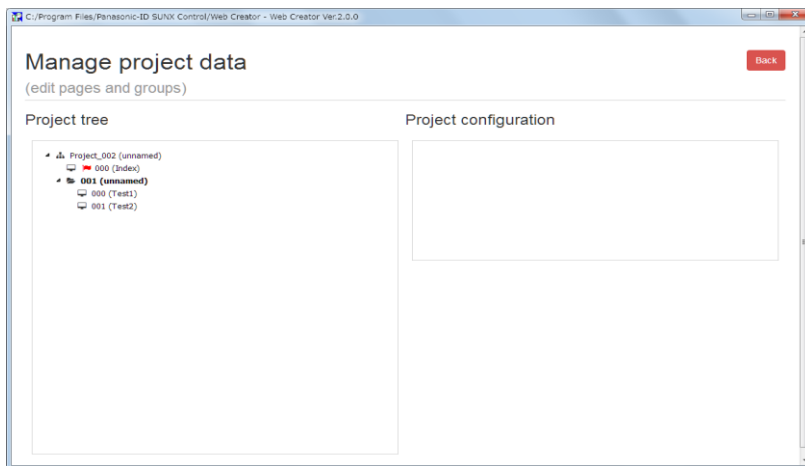 C:/Program Files/Panasonic-ID SUNX Control/Web Creator - Web Creator Ver.2.0.0
Manage project data
Back
(edit pages and groups)
Project tree
Project configuration
Project_002 (unnamed)
000 (Index)
001 (unnamed)
000 (Test1)
001 (Test2)